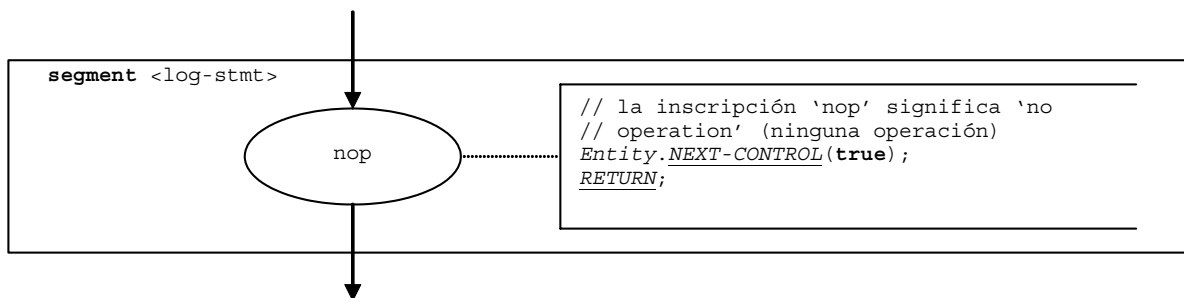 segment <log-stmt>
nop
// la inscripción ‘nop’ significa ‘no
// operation’ (ninguna operación)
Entity.NEXT-CONTROL(true);
RETURN;